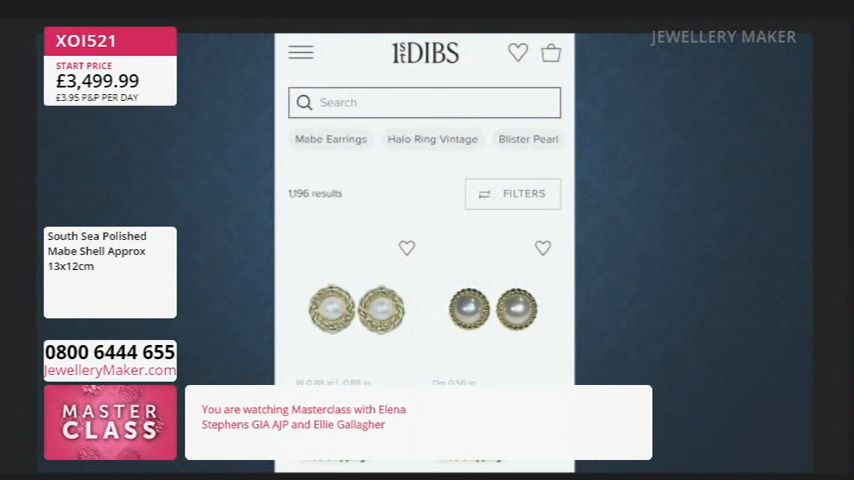 XOI521
START PRICE
£3,499.99
£3.95 P&P PER DAY
JEWELLERY MAKER
1stDIBS
Search
Mabe Earrings
Halo Ring Vintage
Blister Pearl
1,196 results
FILTERS
South Sea Polished
Mabe Shell Approx
13x12cm
0800 6444 655
JewelleryMaker.com
MASTER
CLASS
You are watching Masterclass with Elena
Stephens GIA AJP and Ellie Gallagher